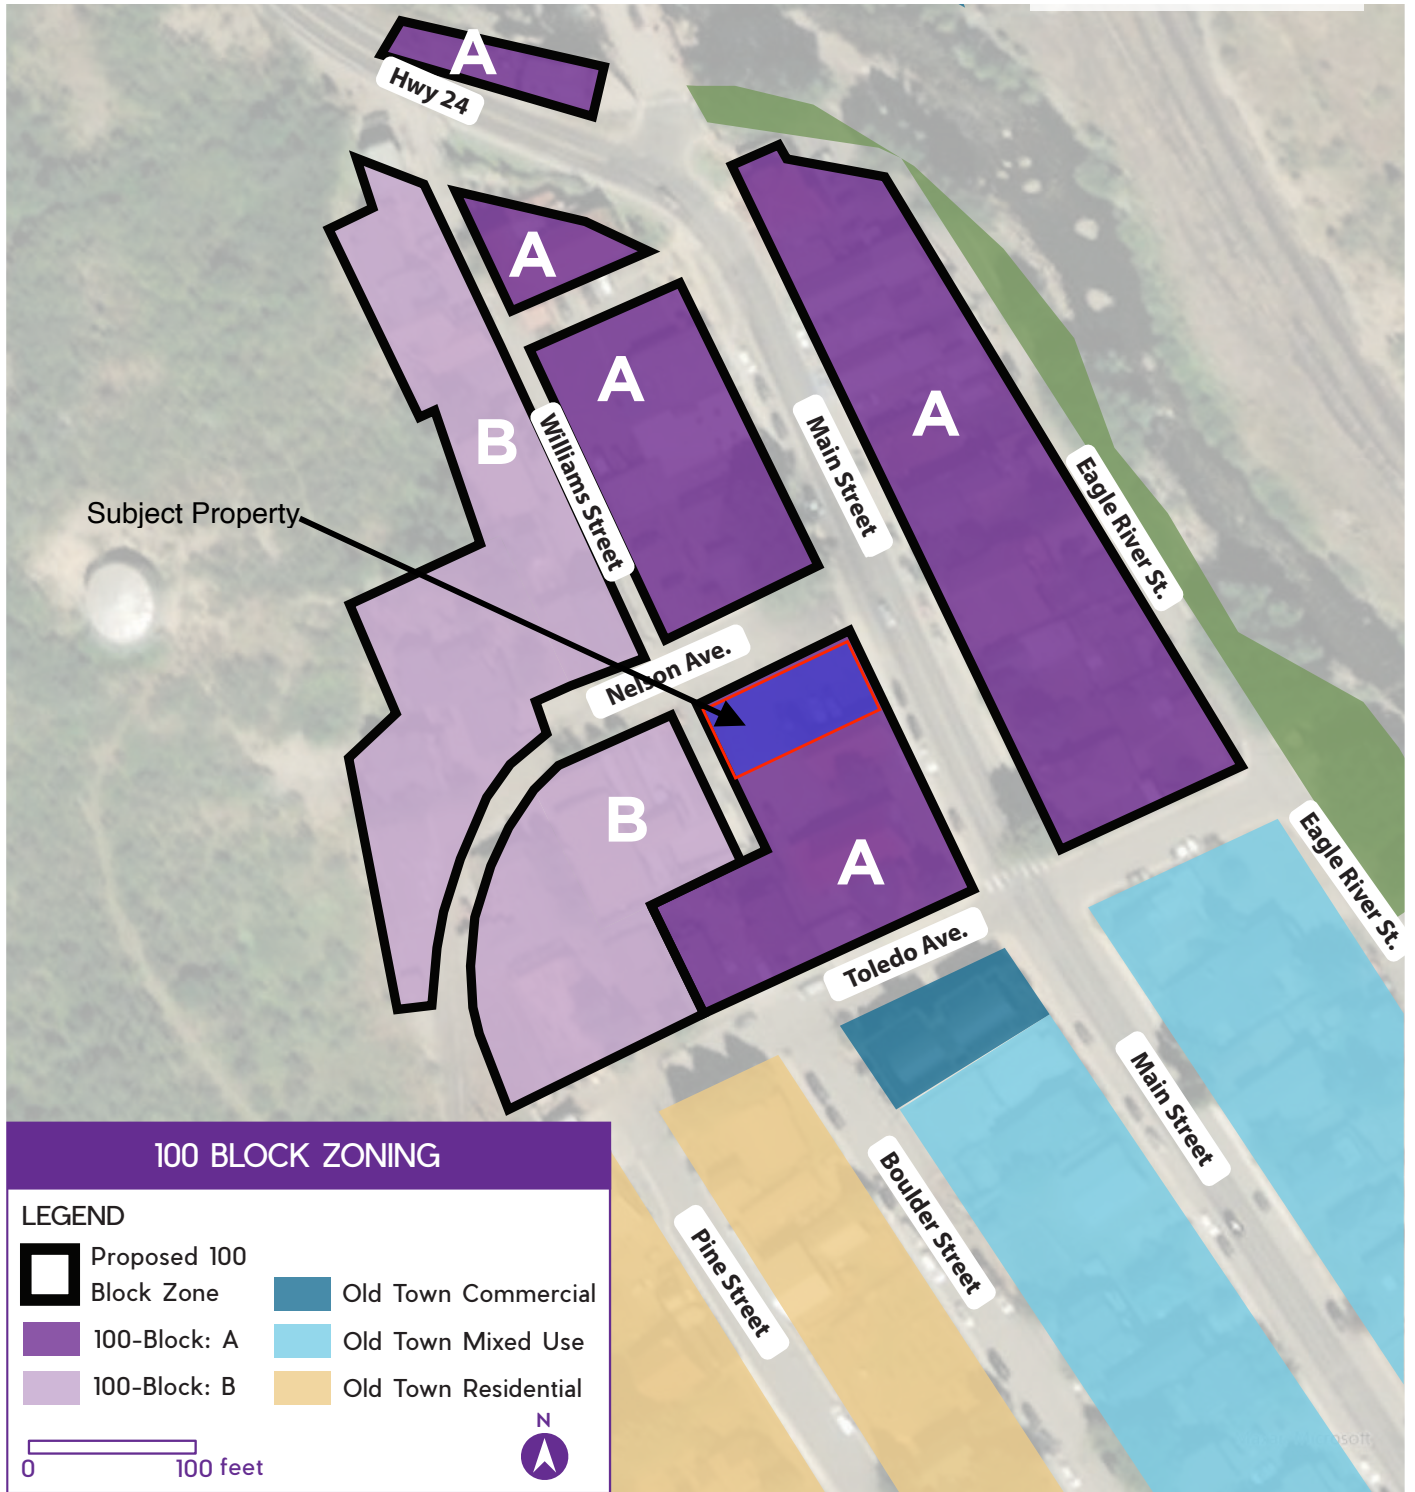 A
Hwy 24
A
A
A
B
Williams Street
Main Street
Eagle River St.
Subject Property
Nelson Ave.
B
A
Eagle River St.
Toledo Ave.
Main Street
Boulder Street
Pine Street
100 BLOCK ZONING
LEGEND
Proposed 100
Block Zone
100-Block: A
100-Block: B
Old Town Commercial
Old Town Mixed Use
Old Town Residential
N
0 100 feet